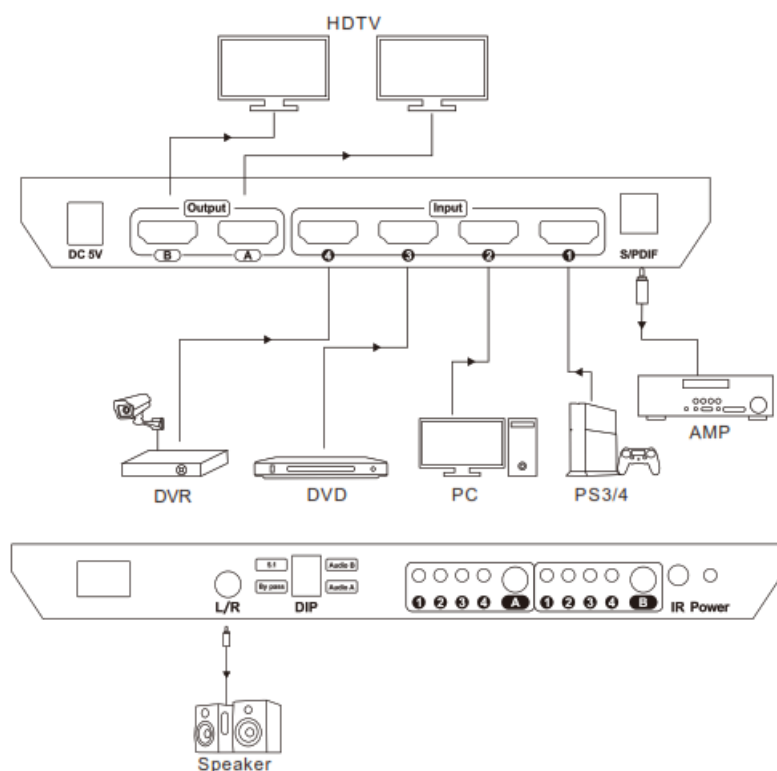 HDTV
Output
Input
DC 5V
B
A
4
3
2
1
S/PDIF
DVR
DVD
PC
PS3/4
AMP
5.1
Audio B
By pass
Audio A
L/R
DIP
1 2 3 4 A
1 2 3 4 B
IR Power
Speaker